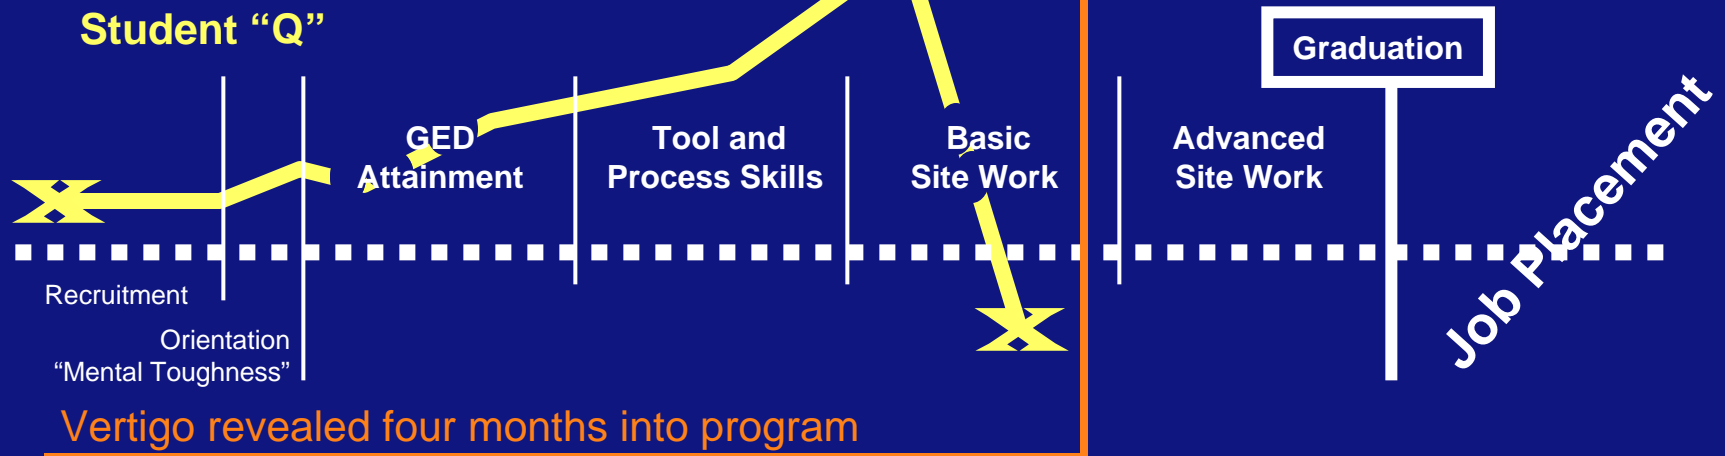 Student “Q”
Graduation
GED
Attainment
Tool and
Process Skills
Basic
Site Work
Advanced
Site Work
Job Placement
Recruitment
Orientation
“Mental Toughness”
Vertigo revealed four months into program